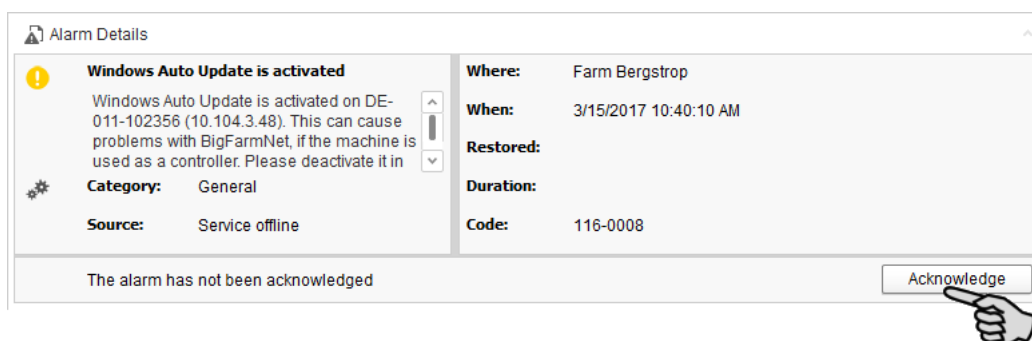 Alarm Details
Windows Auto Update is activated
Windows Auto Update is activated on DE-
011-102356 (10.104.3.48). This can cause
problems with BigFarmNet, if the machine is
used as a controller. Please deactivate it in
Category: General
Source: Service offline
Where: Farm Bergstrop
When: 3/15/2017 10:40:10 AM
Restored:
Duration:
Code: 116-0008
The alarm has not been acknowledged
Acknowledge